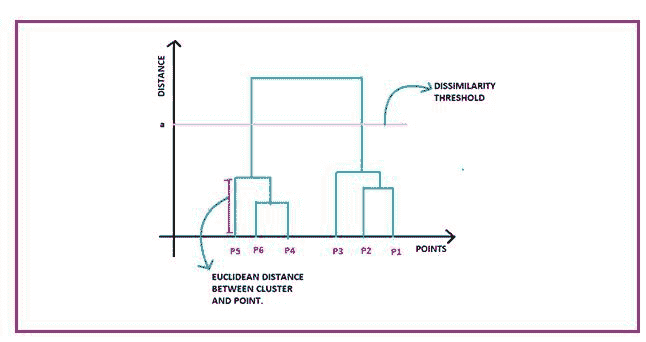 DISTANCE
DISSIMILARITY
THRESHOLD
a
P5 P6 P4 P3 P2 P1 POINTS
EUCLIDEAN DISTANCE
BETWEEN CLUSTER
AND POINT.